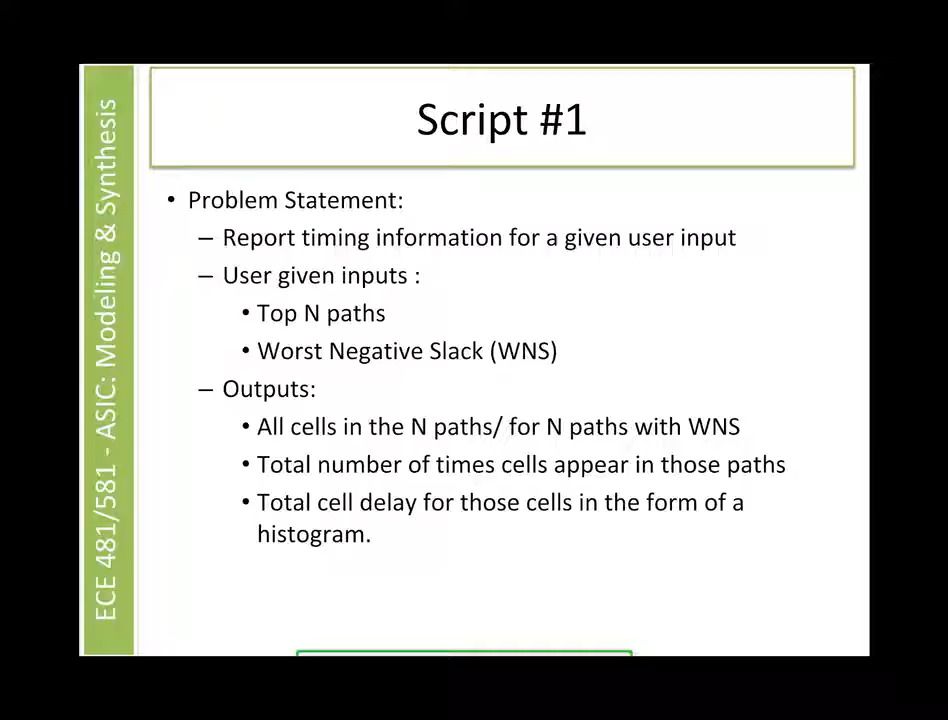 Script #1
ECE 481/581 - ASIC: Modeling & Synthesis
• Problem Statement:
– Report timing information for a given user input
– User given inputs :
• Top N paths
• Worst Negative Slack (WNS)
– Outputs:
• All cells in the N paths/ for N paths with WNS
• Total number of times cells appear in those paths
• Total cell delay for those cells in the form of a
histogram.